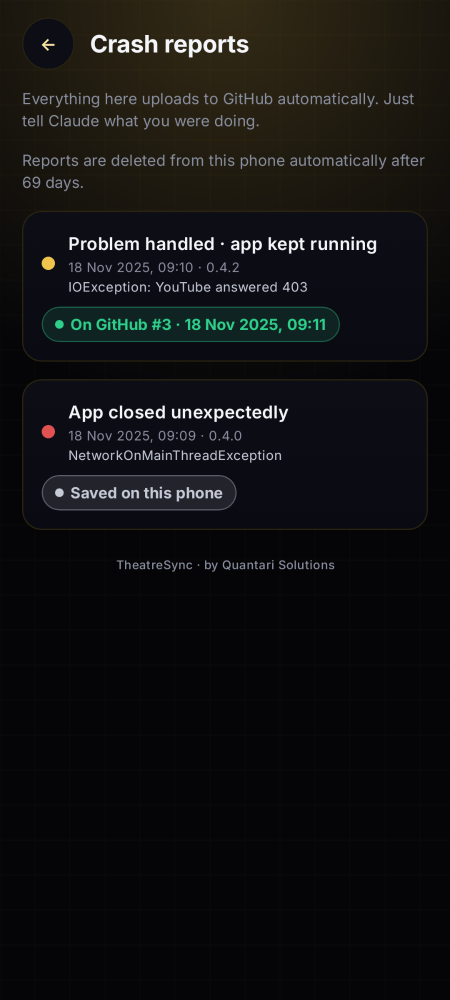 ←
Crash reports
Everything here uploads to GitHub automatically. Just
tell Claude what you were doing.
Reports are deleted from this phone automatically after
69 days.
Problem handled · app kept running
18 Nov 2025, 09:10 · 0.4.2
IOException: YouTube answered 403
On GitHub #3 · 18 Nov 2025, 09:11
App closed unexpectedly
18 Nov 2025, 09:09 · 0.4.0
NetworkOnMainThreadException
Saved on this phone
TheatreSync · by Quantari Solutions